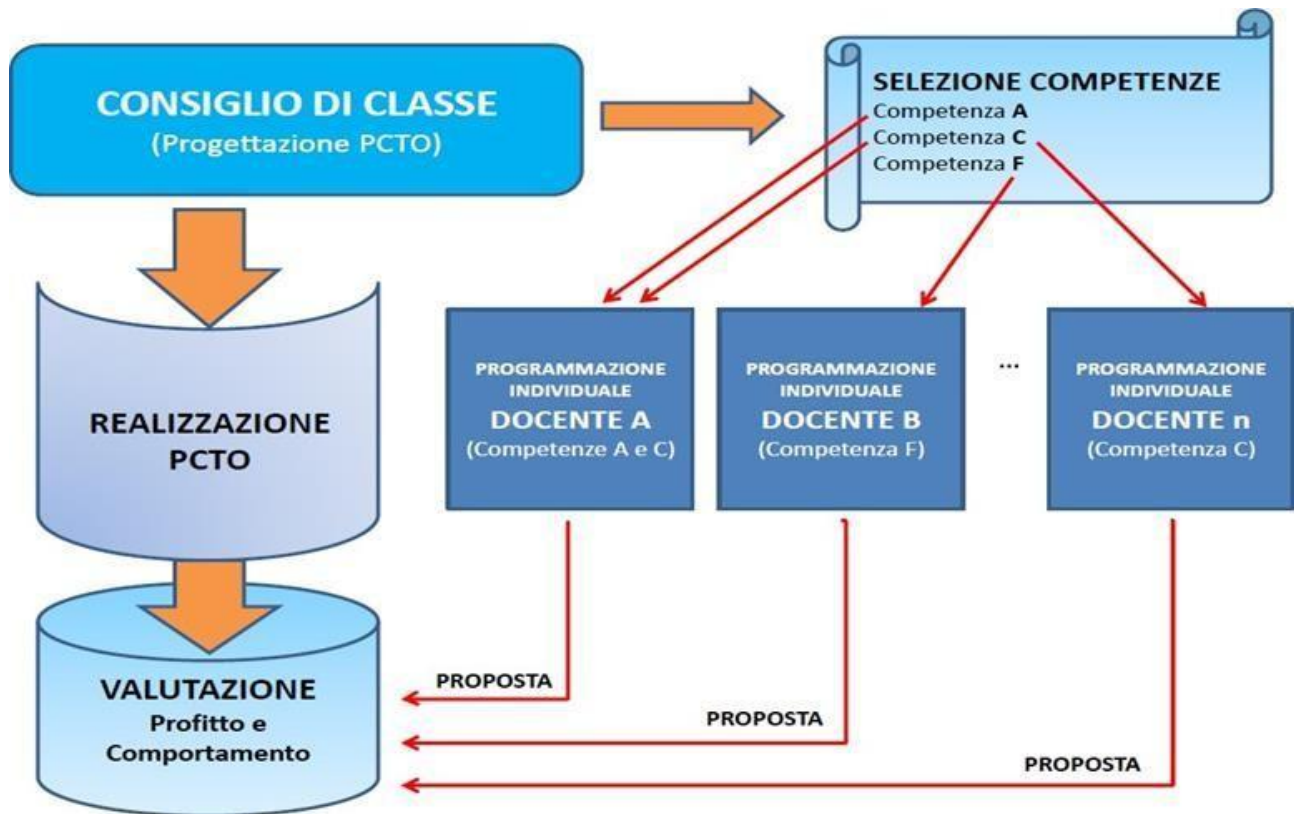 CONSIGLIO DI CLASSE
(Progettazione PCTO)
SELEZIONE COMPETENZE
Competenza A
Competenza C
Competenza F
REALIZZAZIONE
PCTO
PROGRAMMAZIONE
INDIVIDUALE
DOCENTE A
(Competenze A e C)
PROGRAMMAZIONE
INDIVIDUALE
DOCENTE B
(Competenza F)
...
PROGRAMMAZIONE
INDIVIDUALE
DOCENTE n
(Competenza C)
VALUTAZIONE
Profitto e
Comportamento
PROPOSTA
PROPOSTA
PROPOSTA